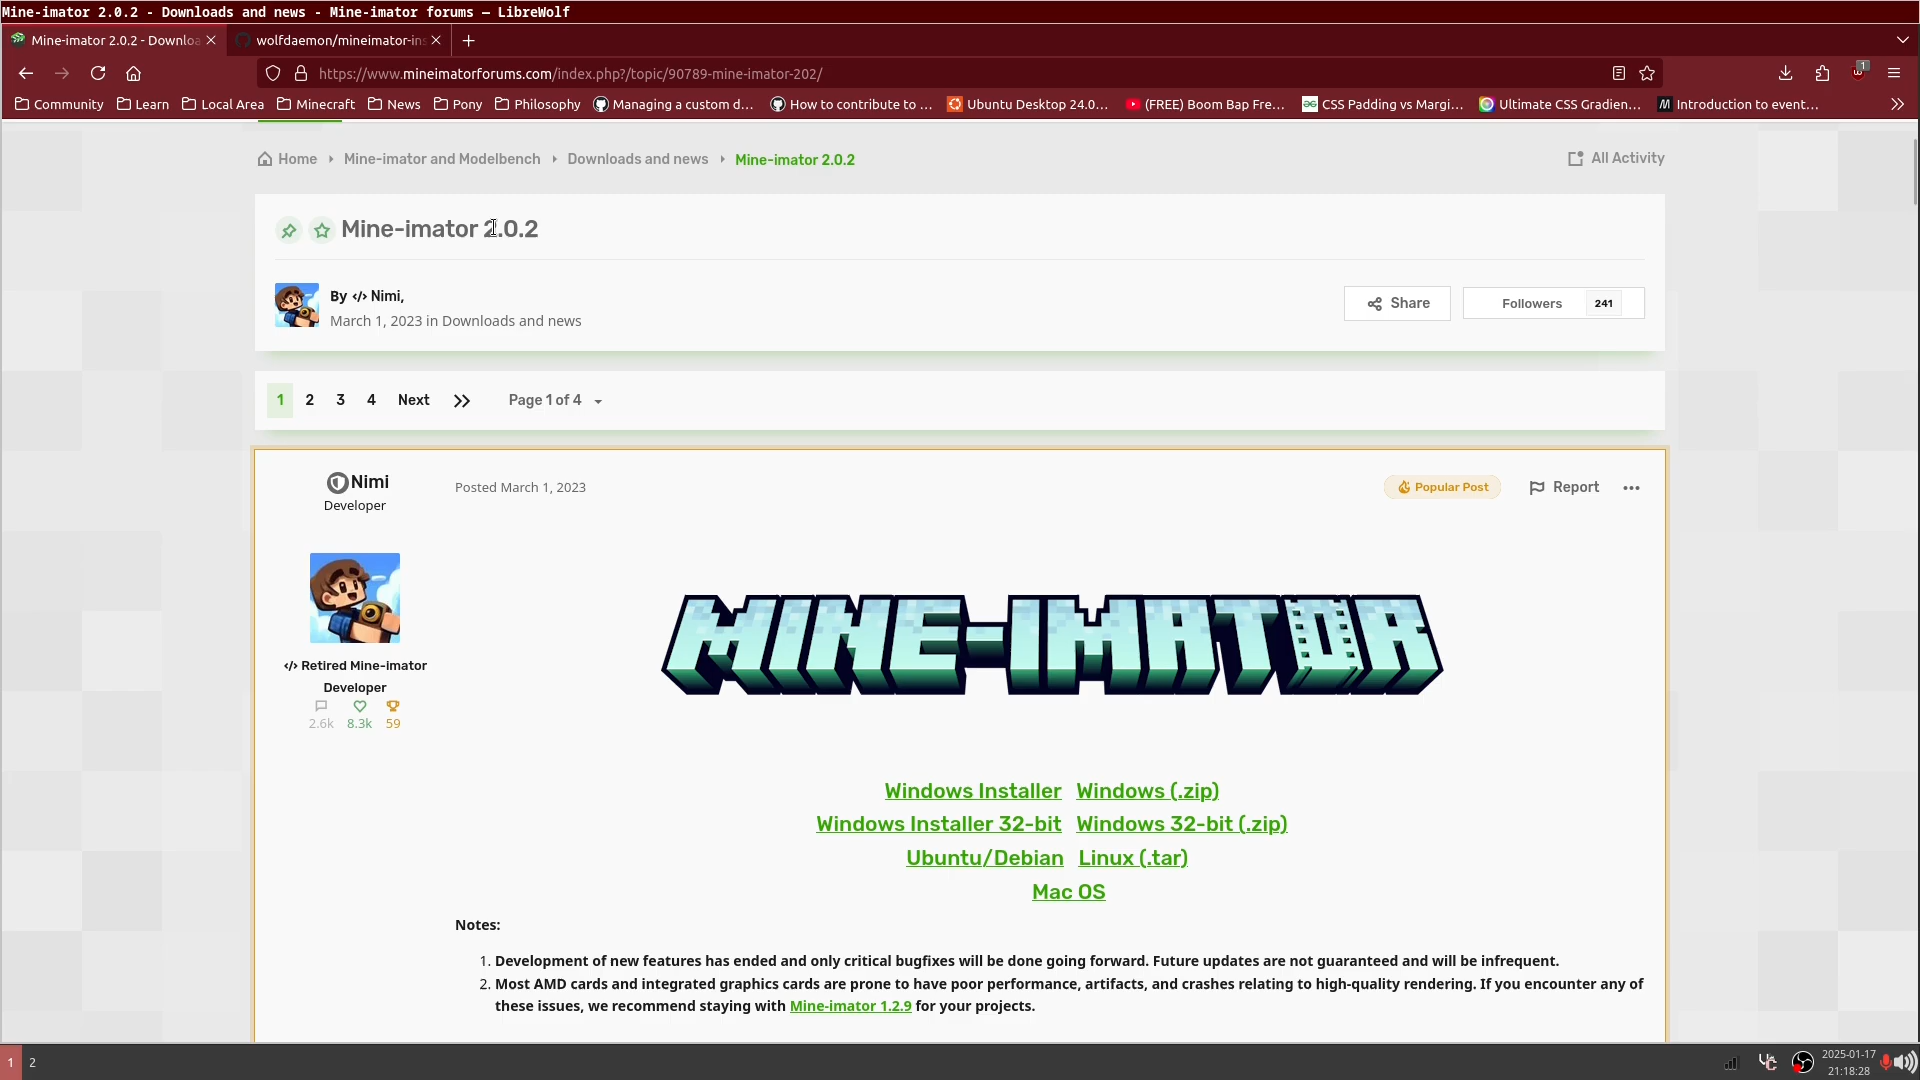 Mine-imator 2.0.2 - Downloads and news - Mine-imator forums — LibreWolf
Mine-imator 2.0.2 - Downloa
wolfdaemon/mineimator-ins
https://www.mineimatorforums.com/index.php?/topic/90789-mine-imator-202/
1
Community Learn Local Area Minecraft News Pony Philosophy Managing a custom d... How to contribute to ... Ubuntu Desktop 24.0... (FREE) Boom Bap Fre... CSS Padding vs Margi... Ultimate CSS Gradien... Introduction to event...
Home Mine-imator and Modelbench Downloads and news Mine-imator 2.0.2 All Activity
Mine-imator 2.0.2
By </> Nimi,
March 1, 2023 in Downloads and news
Share
Followers 241
1 2 3 4 Next Page 1 of 4
Nimi
Developer
Posted March 1, 2023
Popular Post
Report
</> Retired Mine-imator
Developer
2.6k 8.3k 59
MINE-IMATOR
Windows Installer Windows (.zip)
Windows Installer 32-bit Windows 32-bit (.zip)
Ubuntu/Debian Linux (.tar)
Mac OS
Notes:
1. Development of new features has ended and only critical bugfixes will be done going forward. Future updates are not guaranteed and will be infrequent.
2. Most AMD cards and integrated graphics cards are prone to have poor performance, artifacts, and crashes relating to high-quality rendering. If you encounter any of
these issues, we recommend staying with Mine-imator 1.2.9 for your projects.
1 2
2025-01-17
21:18:28